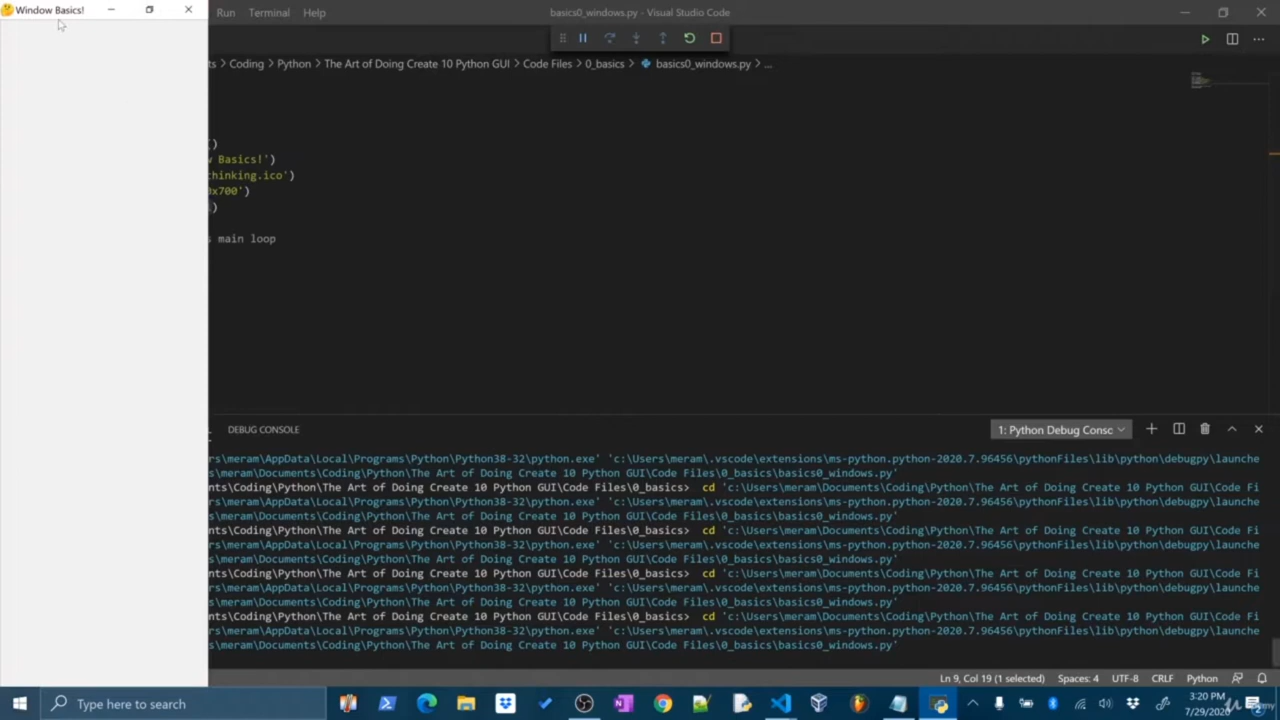 Window Basics!
Run Terminal Help
basics0_windows.py - Visual Studio Code
ts > Coding > Python > The Art of Doing Create 10 Python GUI > Code Files > 0_basics > basics0_windows.py > ...
()
w Basics!')
thinking.ico')
0x700')
)
s main loop
DEBUG CONSOLE
1: Python Debug Consc
rs\meram\AppData\Local\Programs\Python\Python38-32\python.exe' 'c:\Users\meram\.vscode\extensions\ms-python.python-2020.7.96456\pythonFiles\lib\python\debugpy\launche
ments\Coding\Python\The Art of Doing Create 10 Python GUI\Code Files\0_basics\basics0_windows.py'
nts\Coding\Python\The Art of Doing Create 10 Python GUI\Code Files\0_basics> cd 'c:\Users\meram\Documents\Coding\Python\The Art of Doing Create 10 Python GUI\Code Fi
rs\meram\AppData\Local\Programs\Python\Python38-32\python.exe' 'c:\Users\meram\.vscode\extensions\ms-python.python-2020.7.96456\pythonFiles\lib\python\debugpy\launche
nts\Coding\Python\The Art of Doing Create 10 Python GUI\Code Files\0_basics\basics0_windows.py'
nts\Coding\Python\The Art of Doing Create 10 Python GUI\Code Files\0_basics> cd 'c:\Users\meram\Documents\Coding\Python\The Art of Doing Create 10 Python GUI\Code Fi
rs\meram\AppData\Local\Programs\Python\Python38-32\python.exe' 'c:\Users\meram\.vscode\extensions\ms-python.python-2020.7.96456\pythonFiles\lib\python\debugpy\launche
nts\Coding\Python\The Art of Doing Create 10 Python GUI\Code Files\0_basics\basics0_windows.py'
nts\Coding\Python\The Art of Doing Create 10 Python GUI\Code Files\0_basics> cd 'c:\Users\meram\Documents\Coding\Python\The Art of Doing Create 10 Python GUI\Code Fi
rs\meram\AppData\Local\Programs\Python\Python38-32\python.exe' 'c:\Users\meram\.vscode\extensions\ms-python.python-2020.7.96456\pythonFiles\lib\python\debugpy\launche
nts\Coding\Python\The Art of Doing Create 10 Python GUI\Code Files\0_basics\basics0_windows.py'
nts\Coding\Python\The Art of Doing Create 10 Python GUI\Code Files\0_basics> cd 'c:\Users\meram\Documents\Coding\Python\The Art of Doing Create 10 Python GUI\Code Fi
rs\meram\AppData\Local\Programs\Python\Python38-32\python.exe' 'c:\Users\meram\.vscode\extensions\ms-python.python-2020.7.96456\pythonFiles\lib\python\debugpy\launche
nts\Coding\Python\The Art of Doing Create 10 Python GUI\Code Files\0_basics\basics0_windows.py'
Ln 9, Col 19 (1 selected) Spaces: 4 UTF-8 CRLF Python
Type here to search
3:20 PM
7/29/2020